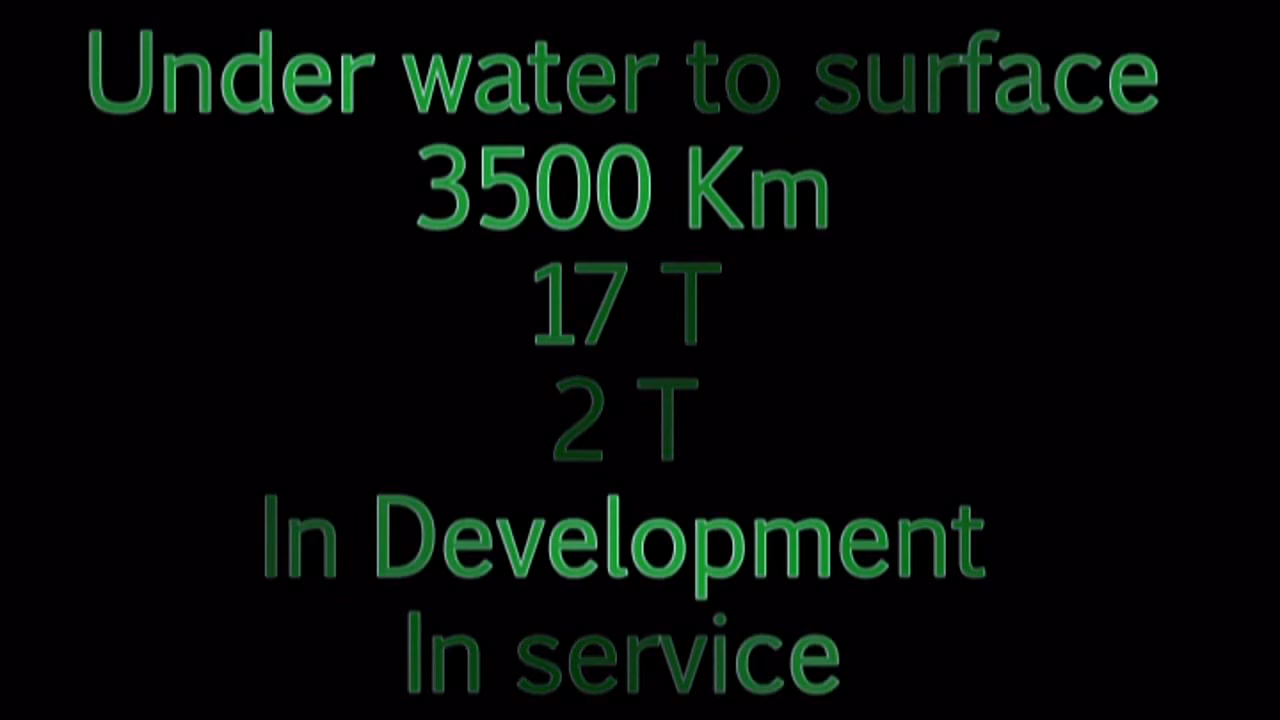 Under water to surface
3500 Km
17 T
2 T
In Development
In service